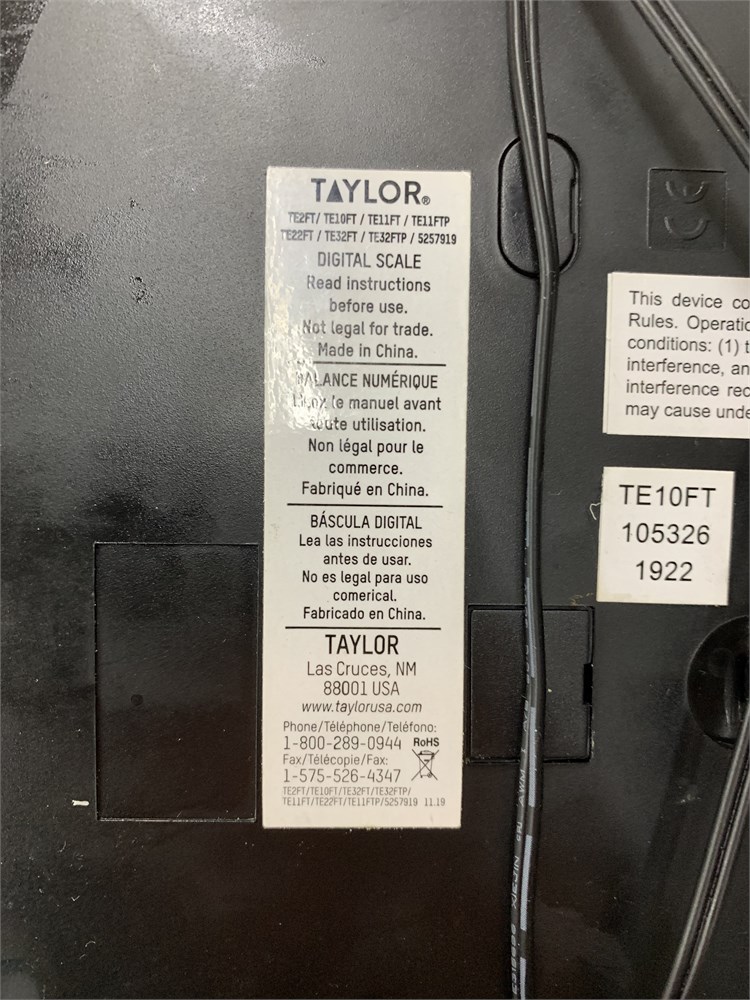 TAYLOR®
TE2FT/ TE10FT / TE11FT / TE11FTP
TE22FT / TE32FT / TE32FTP / 5257919
DIGITAL SCALE
Read instructions
before use.
Not legal for trade.
Made in China.
BALANCE NUMÉRIQUE
le manuel avant
toute utilisation.
Non légal pour le
commerce.
Fabriqué en China.
BÁSCULA DIGITAL
Lea las instrucciones
antes de usar.
No es legal para uso
comerical.
Fabricado en China.
TAYLOR
Las Cruces, NM
88001 USA
www.taylorusa.com
Phone/Téléphone/Teléfono:
1-800-289-0944 RoHS
Fax/Télécopie/Fax:
1-575-526-4347
TE2FT/TE10FT/TE32FT/TE32FTP/
TE11FT/TE22FT/TE11FTP/5257919 11.19
CE
This device co
Rules. Operatio
conditions: (1) t
interference, an
interference rec
may cause unde
TE10FT
105326
1922
AWM